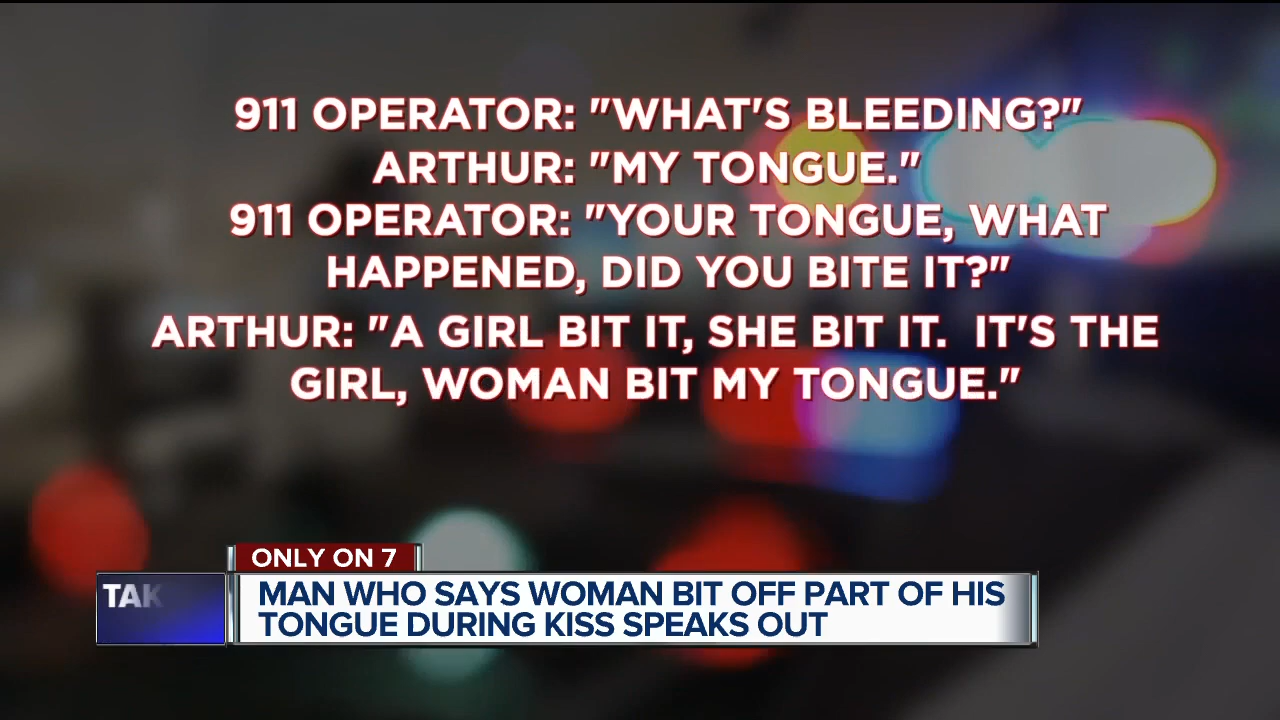 911 OPERATOR: "WHAT'S BLEEDING?"
ARTHUR: "MY TONGUE."
911 OPERATOR: "YOUR TONGUE, WHAT
HAPPENED, DID YOU BITE IT?"
ARTHUR: "A GIRL BIT IT, SHE BIT IT. IT'S THE
GIRL, WOMAN BIT MY TONGUE."
ONLY ON 7
TAK
MAN WHO SAYS WOMAN BIT OFF PART OF HIS
TONGUE DURING KISS SPEAKS OUT